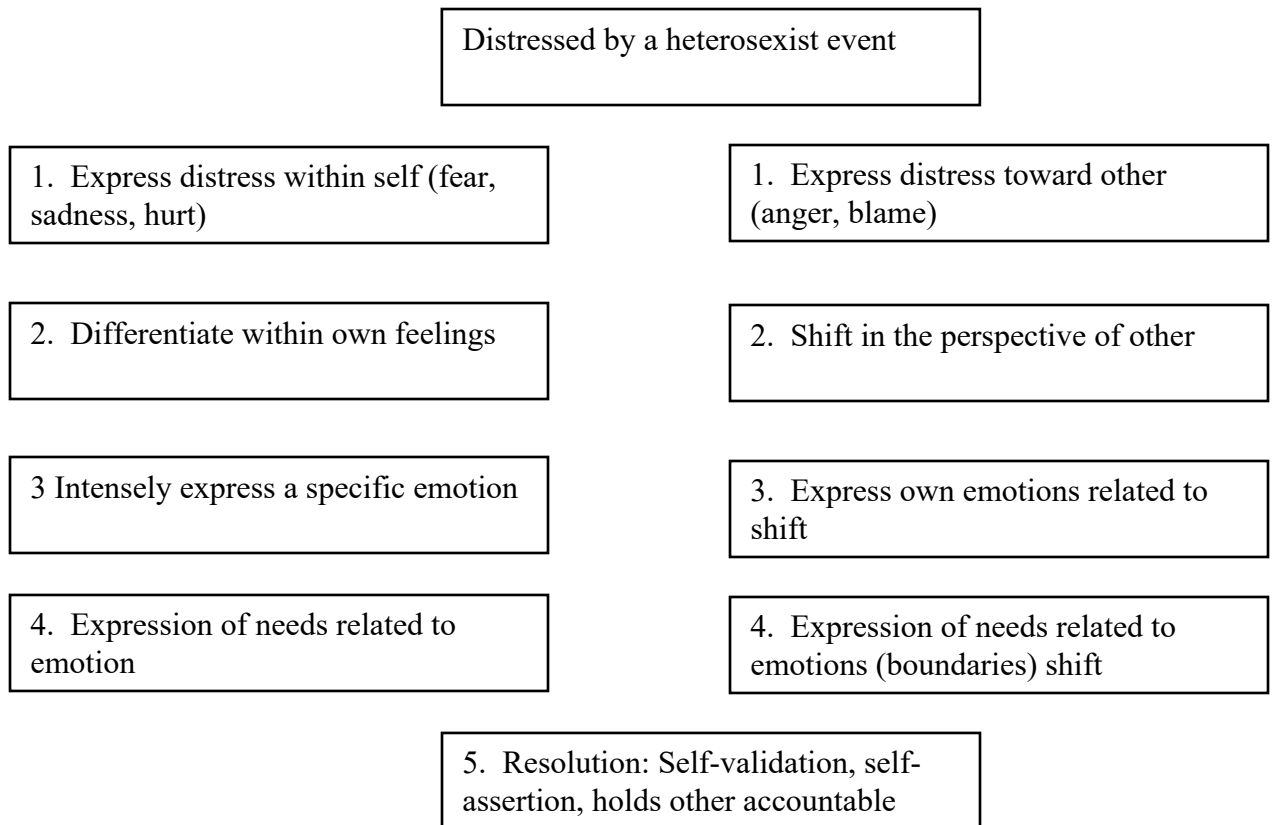 Distressed by a heterosexist event
1.  Express distress within self (fear,
sadness, hurt)
1.  Express distress toward other
(anger, blame)
2.  Differentiate within own feelings
2.  Shift in the perspective of other
3 Intensely express a specific emotion
3.  Express own emotions related to
shift
4.  Expression of needs related to
emotion
4.  Expression of needs related to
emotions (boundaries) shift
5.  Resolution: Self-validation, self-
assertion, holds other accountable